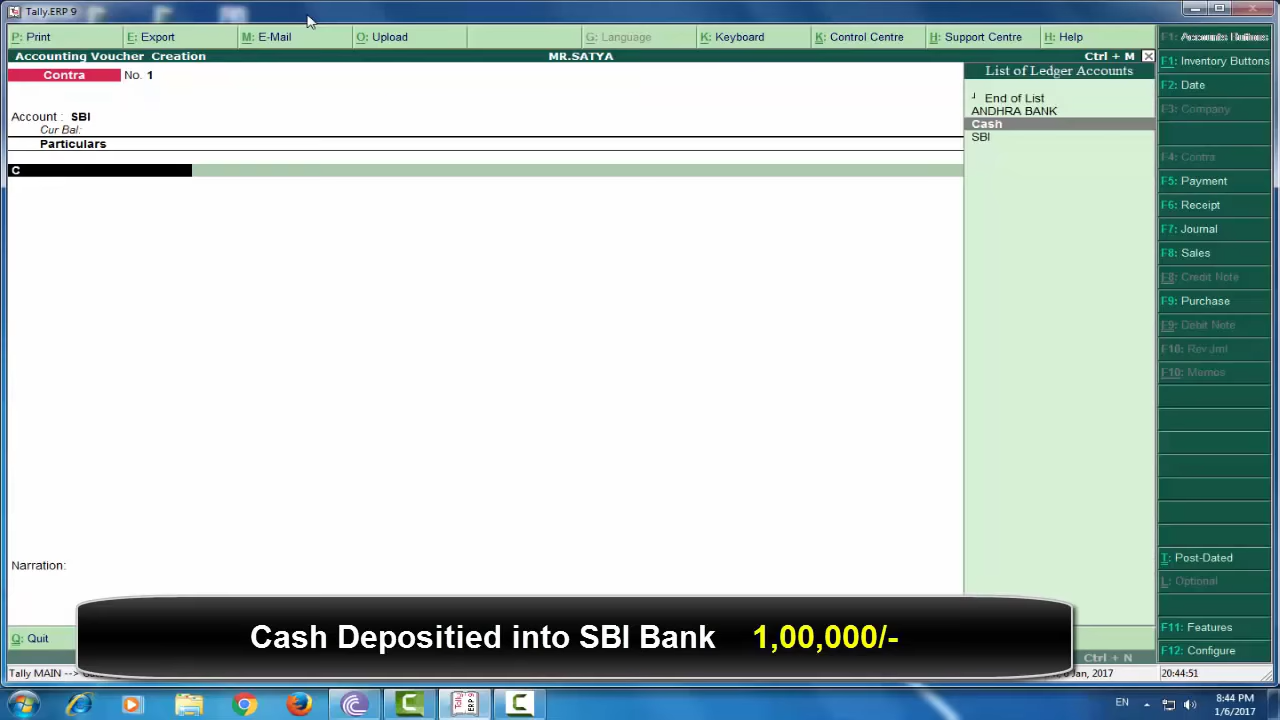 Tally.ERP 9
P: Print
E: Export
M: E-Mail
O: Upload
G: Language
K: Keyboard
K: Control Centre
H: Support Centre
H: Help
Accounting Voucher Creation
MR.SATYA
Ctrl + M
Contra No. 1
Account : SBI
Cur Bal:
Particulars
C
Narration:
List of Ledger Accounts
End of List
ANDHRA BANK
Cash
SBI
F1: Accounts Buttons
F1: Inventory Buttons
F2: Date
F3: Company
F4: Contra
F5: Payment
F6: Receipt
F7: Journal
F8: Sales
F8: Credit Note
F9: Purchase
F9: Debit Note
F10: Rev Jrnl
F10: Memos
T: Post-Dated
L: Optional
F11: Features
F12: Configure
Cash Depositied into SBI Bank 1,00,000/-
Q: Quit
Ctrl + N
Tally MAIN -->
Jan, 2017
20:44:51
EN
8:44 PM
1/6/2017